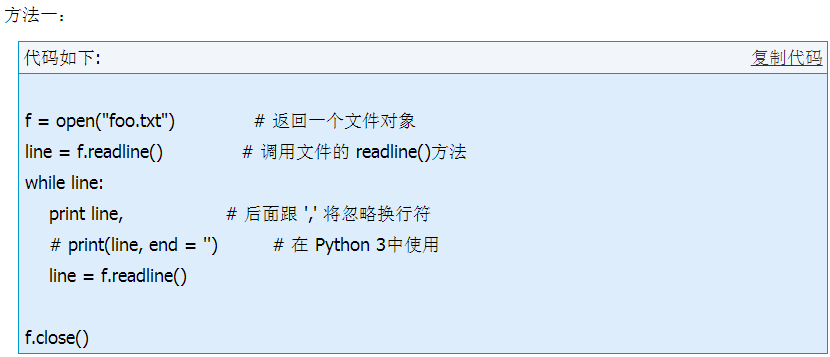 方法一：
代码如下:
复制代码
f = open("foo.txt") # 返回一个文件对象
line = f.readline() # 调用文件的 readline()方法
while line:
print line, # 后面跟 ',' 将忽略换行符
# print(line, end = '') # 在 Python 3中使用
line = f.readline()
f.close()